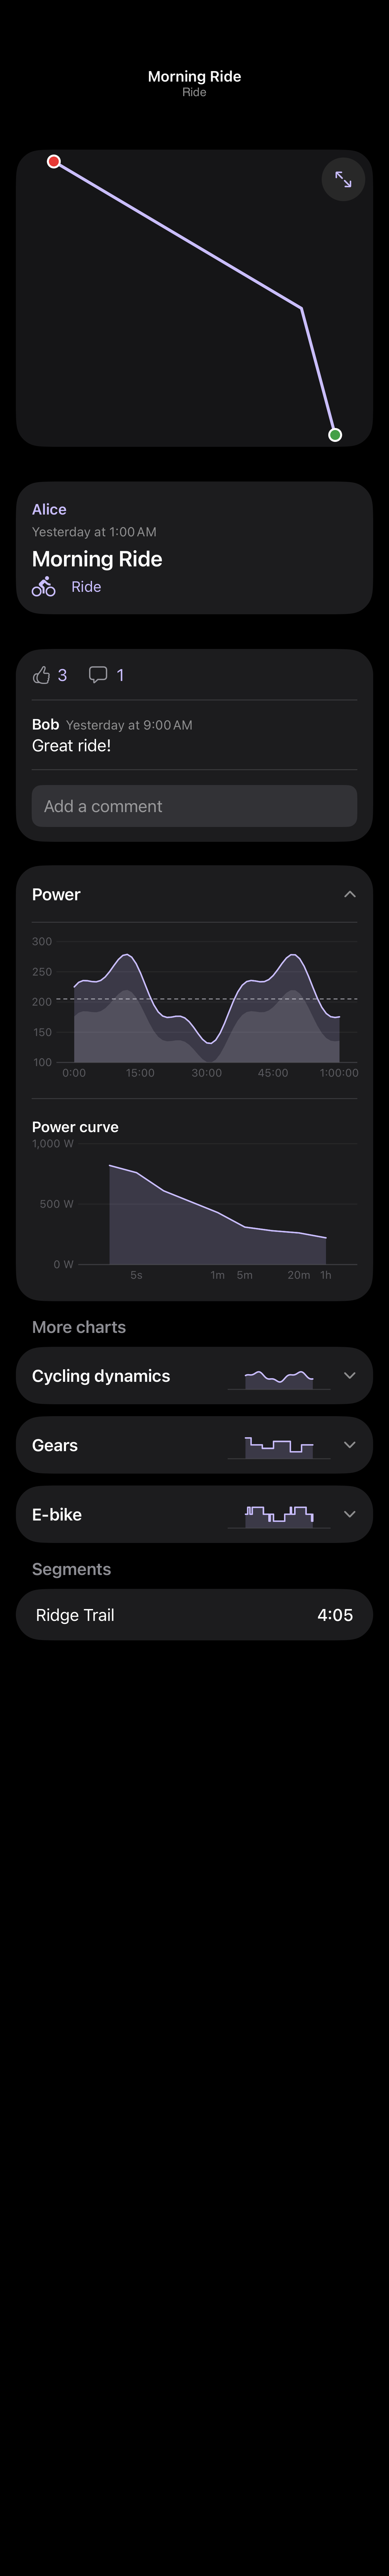 Morning Ride
Ride
Alice
Yesterday at 1:00 AM
Morning Ride
Ride
3 1
Bob Yesterday at 9:00 AM
Great ride!
Add a comment
Power
300
250
200
150
100
0:00 15:00 30:00 45:00 1:00:00
Power curve
1,000 W
500 W
0 W
5s 1m 5m 20m 1h
More charts
Cycling dynamics
Gears
E-bike
Segments
Ridge Trail 4:05